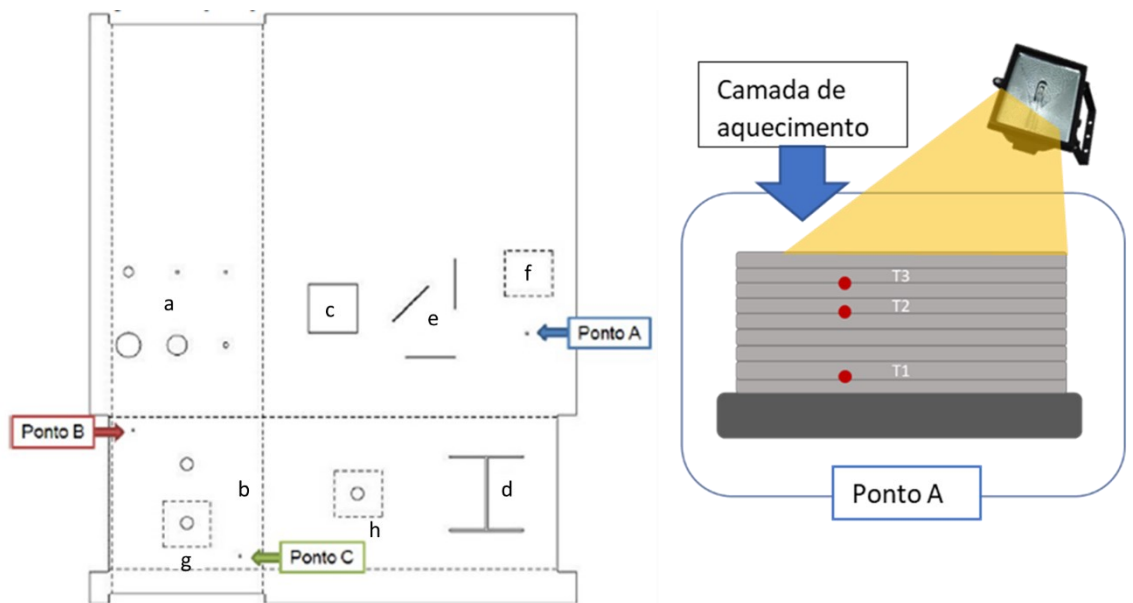 Camada de
aquecimento
f
a
c
e
Ponto A
T3
T2
T1
Ponto B
b
d
h
Ponto C
g
Ponto A